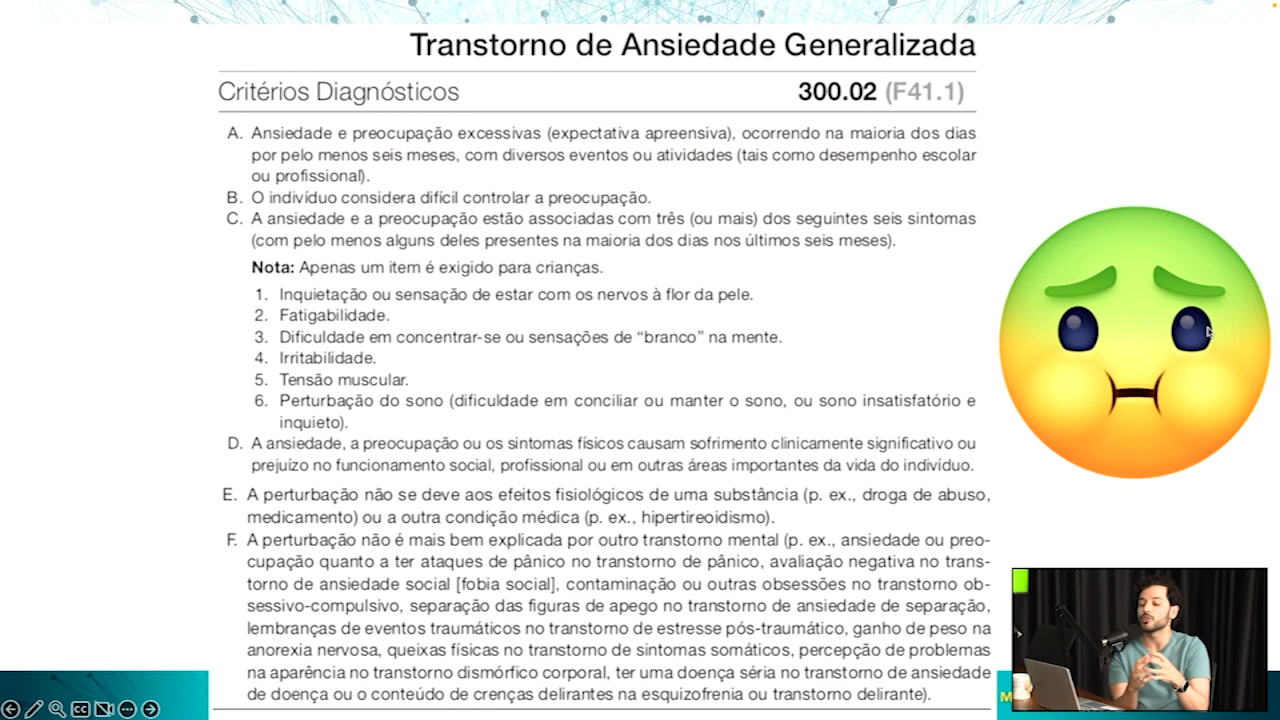 Transtorno de Ansiedade Generalizada
Critérios Diagnósticos 300.02 (F41.1)
A. Ansiedade e preocupação excessivas (expectativa apreensiva), ocorrendo na maioria dos dias
por pelo menos seis meses, com diversos eventos ou atividades (tais como desempenho escolar
ou profissional).
B. O indivíduo considera difícil controlar a preocupação.
C. A ansiedade e a preocupação estão associadas com três (ou mais) dos seguintes seis sintomas
(com pelo menos alguns deles presentes na maioria dos dias nos últimos seis meses).
Nota: Apenas um item é exigido para crianças.
1. Inquietação ou sensação de estar com os nervos à flor da pele.
2. Fatigabilidade.
3. Dificuldade em concentrar-se ou sensações de “branco” na mente.
4. Irritabilidade.
5. Tensão muscular.
6. Perturbação do sono (dificuldade em conciliar ou manter o sono, ou sono insatisfatório e
inquieto).
D. A ansiedade, a preocupação ou os sintomas físicos causam sofrimento clinicamente significativo ou
prejuízo no funcionamento social, profissional ou em outras áreas importantes da vida do indivíduo.
E. A perturbação não se deve aos efeitos fisiológicos de uma substância (p. ex., droga de abuso,
medicamento) ou a outra condição médica (p. ex., hipertireoidismo).
F. A perturbação não é mais bem explicada por outro transtorno mental (p. ex., ansiedade ou preo-
cupação quanto a ter ataques de pânico no transtorno de pânico, avaliação negativa no trans-
torno de ansiedade social [fobia social], contaminação ou outras obsessões no transtorno ob-
sessivo-compulsivo, separação das figuras de apego no transtorno de ansiedade de separação,
lembranças de eventos traumáticos no transtorno de estresse pós-traumático, ganho de peso na
anorexia nervosa, queixas físicas no transtorno de sintomas somáticos, percepção de problemas
na aparência no transtorno dismórfico corporal, ter uma doença séria no transtorno de ansiedade
de doença ou o conteúdo de crenças delirantes na esquizofrenia ou transtorno delirante).